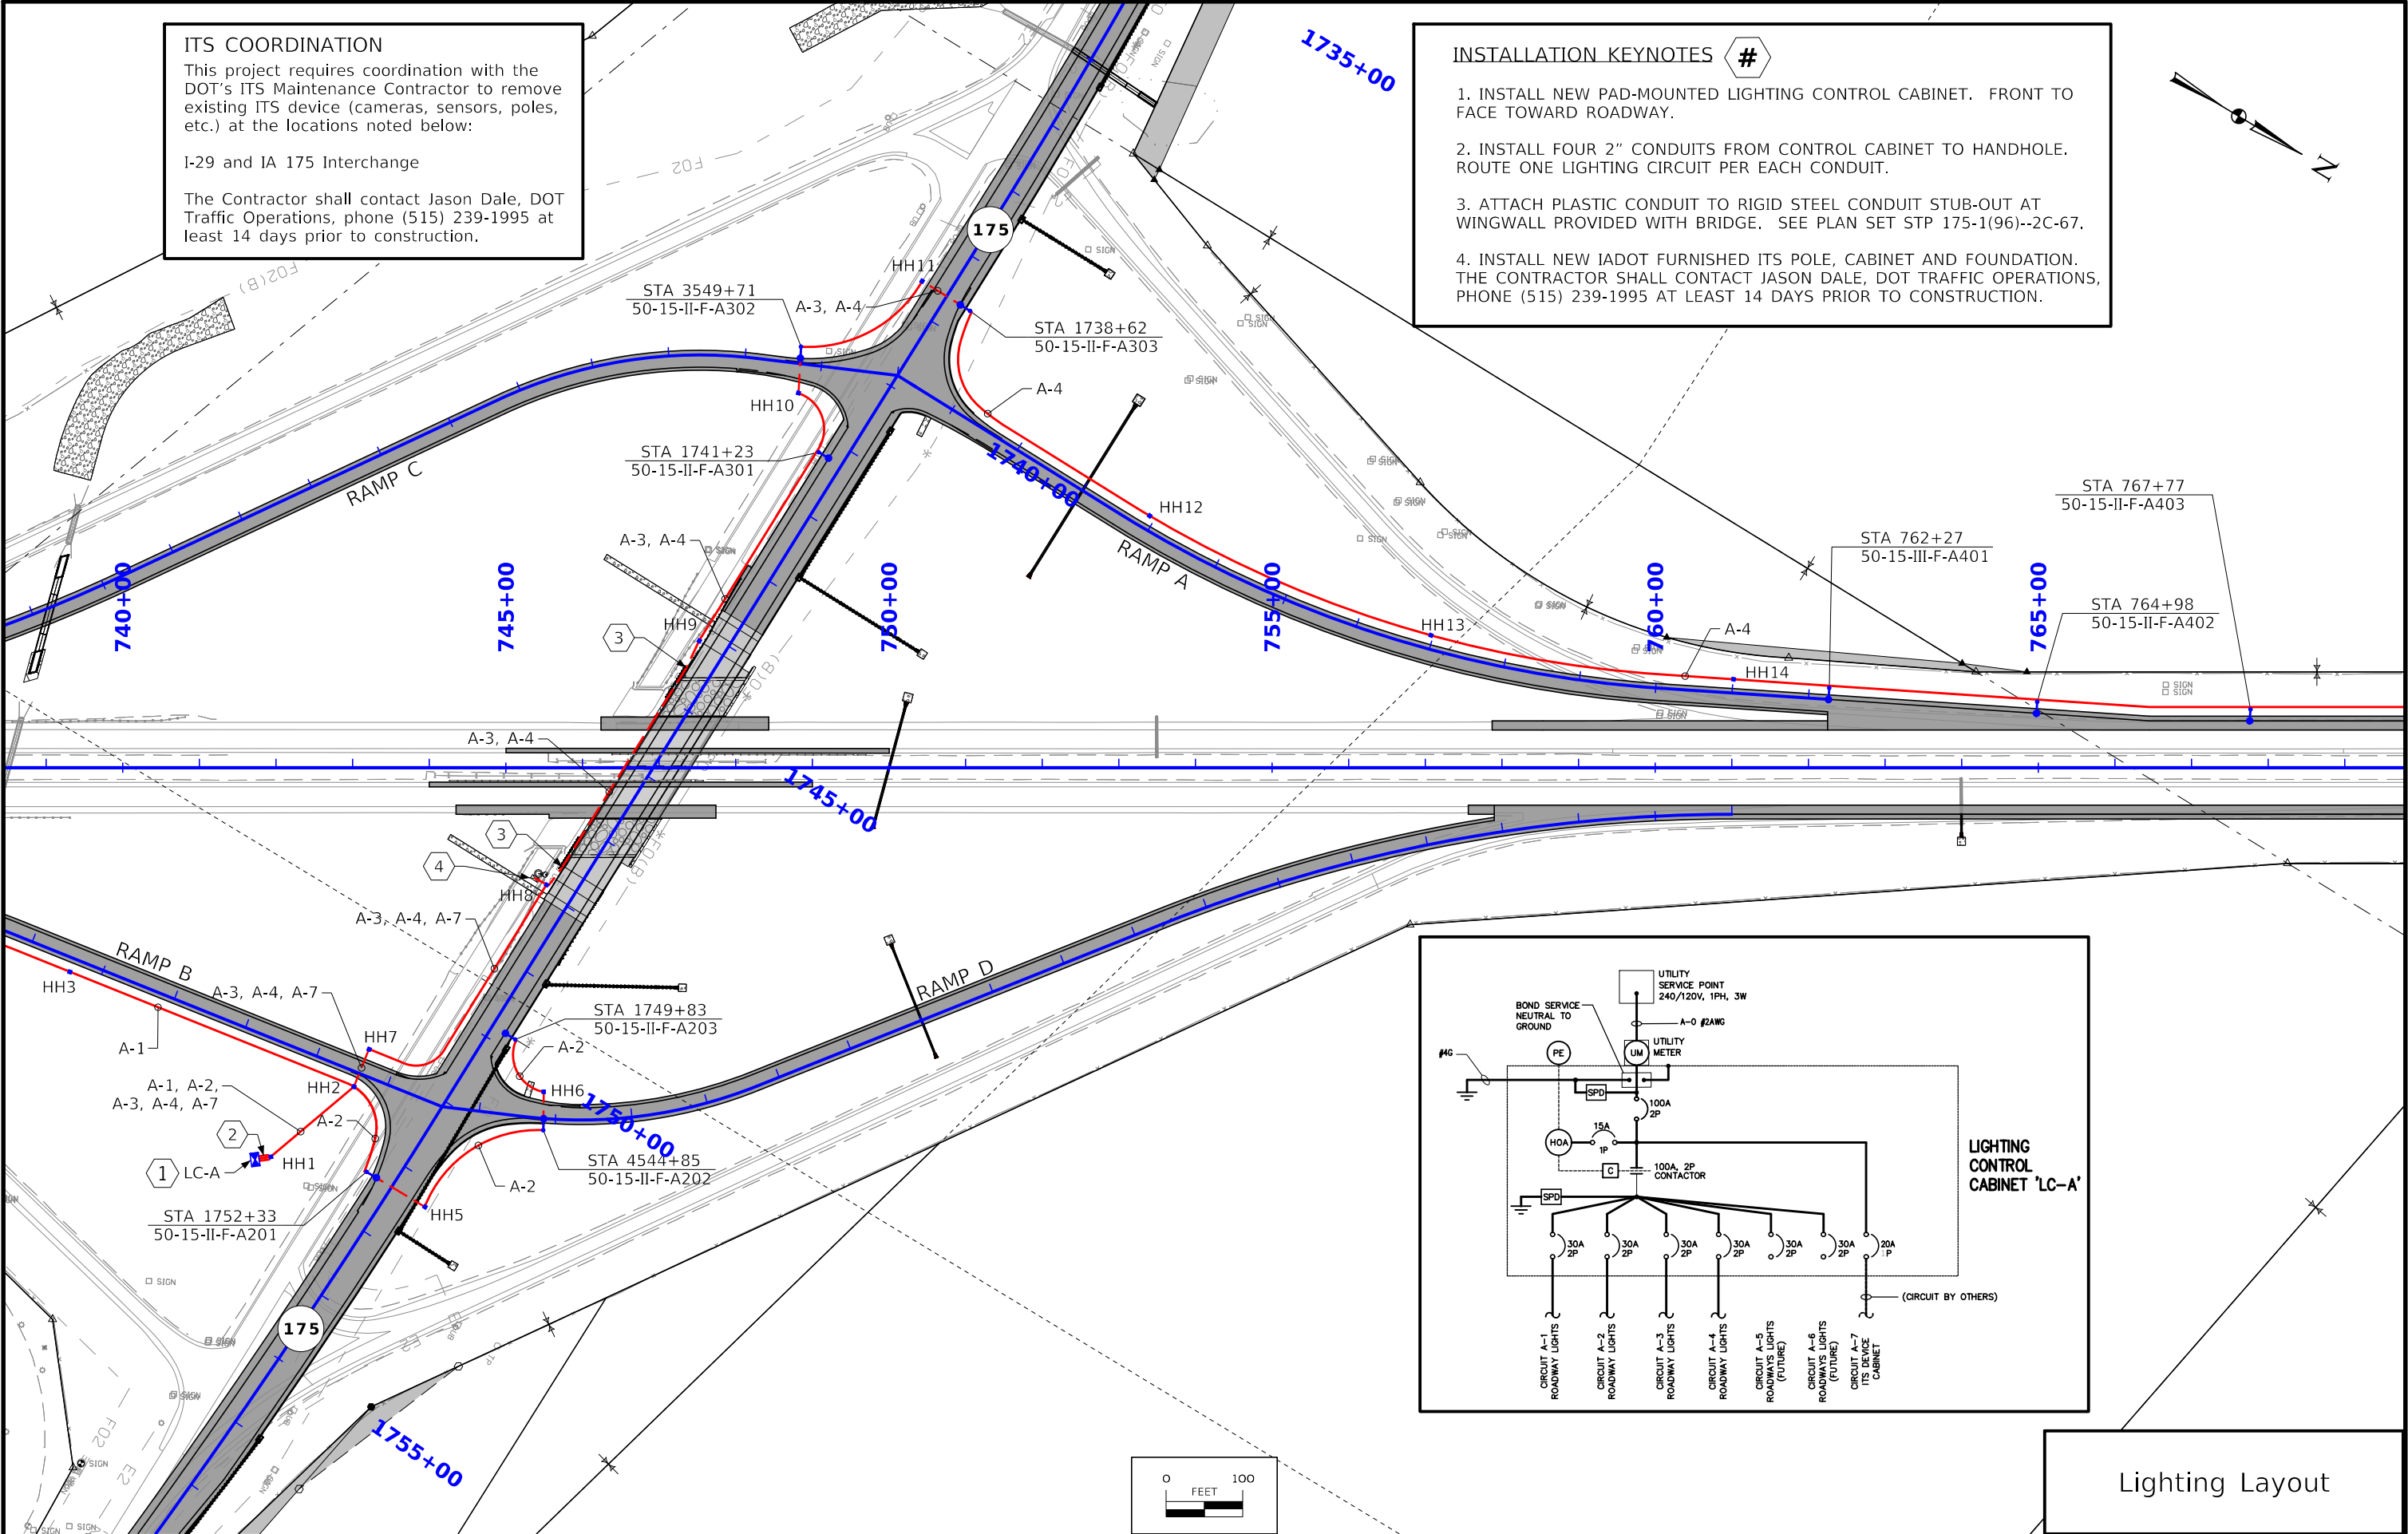 ITS COORDINATION
This project requires coordination with the
DOT's ITS Maintenance Contractor to remove
existing ITS device (cameras, sensors, poles,
etc.) at the locations noted below:
I-29 and IA 175 Interchange
The Contractor shall contact Jason Dale, DOT
Traffic Operations, phone (515) 239-1995 at
least 14 days prior to construction.
INSTALLATION KEYNOTES #
1. INSTALL NEW PAD-MOUNTED LIGHTING CONTROL CABINET. FRONT TO
FACE TOWARD ROADWAY.
2. INSTALL FOUR 2" CONDUITS FROM CONTROL CABINET TO HANDHOLE.
ROUTE ONE LIGHTING CIRCUIT PER EACH CONDUIT.
3. ATTACH PLASTIC CONDUIT TO RIGID STEEL CONDUIT STUB-OUT AT
WINGWALL PROVIDED WITH BRIDGE. SEE PLAN SET STP 175-1(96)--2C-67.
4. INSTALL NEW IADOT FURNISHED ITS POLE, CABINET AND FOUNDATION.
THE CONTRACTOR SHALL CONTACT JASON DALE, DOT TRAFFIC OPERATIONS,
PHONE (515) 239-1995 AT LEAST 14 DAYS PRIOR TO CONSTRUCTION.
N
1735+00
F02
F02(B)
175
HH11
STA 3549+71
50-15-II-F-A302
A-3, A-4
STA 1738+62
50-15-II-F-A303
A-4
HH10
STA 1741+23
50-15-II-F-A301
RAMP C
1740+00
HH12
RAMP A
A-3, A-4
HH9
3
740+00
745+00
750+00
755+00
760+00
765+00
HH13
A-4
HH14
STA 762+27
50-15-III-F-A401
STA 767+77
50-15-II-F-A403
STA 764+98
50-15-II-F-A402
A-3, A-4
1745+00
3
4
HH8
A-3, A-4, A-7
RAMP B
HH3
A-1
A-3, A-4, A-7
HH7
HH2
A-1, A-2,
A-3, A-4, A-7
A-2
2
1
LC-A
HH1
STA 1752+33
50-15-II-F-A201
HH5
A-2
STA 1749+83
50-15-II-F-A203
A-2
HH6
1750+00
STA 4544+85
50-15-II-F-A202
RAMP D
175
1755+00
F02
E2
SIGN
SIGN
SIGN
SIGN
UTILITY
SERVICE POINT
240/120V, 1PH, 3W
BOND SERVICE
NEUTRAL TO
GROUND
A-0 #2AWG
#4G
PE
UM
UTILITY
METER
SPD
100A
2P
15A
1P
HOA
C
100A, 2P
CONTACTOR
SPD
LIGHTING
CONTROL
CABINET 'LC-A'
30A
2P
30A
2P
30A
2P
30A
2P
30A
2P
30A
2P
20A
P
(CIRCUIT BY OTHERS)
CIRCUIT A-1
ROADWAY LIGHTS
CIRCUIT A-2
ROADWAY LIGHTS
CIRCUIT A-3
ROADWAY LIGHTS
CIRCUIT A-4
ROADWAY LIGHTS
CIRCUIT A-5
ROADWAYS LIGHTS
(FUTURE)
CIRCUIT A-6
ROADWAYS LIGHTS
(FUTURE)
CIRCUIT A-7
ITS DEVICE
CABINET
0 100
FEET
Lighting Layout